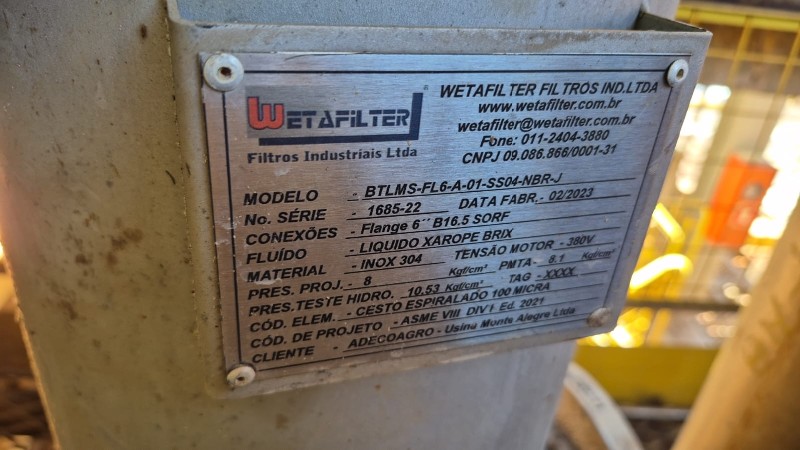 WETAFILTER
Filtros Industriais Ltda
WETAFILTER FILTROS IND.LTDA
www.wetafilter.com.br
wetafilter@wetafilter.com.br
Fone: 011-2404-3880
CNPJ 09.086.866/0001-31
MODELO - BTLMS-FL6-A-01-SS04-NBR-J
No. SÉRIE - 1685-22 DATA FABR.- 02/2023
CONEXÕES - Flange 6'' B16.5 SORF
FLUÍDO - LIQUIDO XAROPE BRIX
MATERIAL - INOX 304 TENSÃO MOTOR - 380V
PRES. PROJ. - 8 Kgf/cm² PMTA - 8.1 Kgf/cm²
PRES.TESTE HIDRO. 10.53 Kgf/cm² TAG - XXXX
CÓD. ELEM. - CESTO ESPIRALADO 100 MICRA
CÓD. DE PROJETO - ASME VIII DIV I Ed. 2021
CLIENTE - ADECOAGRO - Usina Monte Alegre Ltda